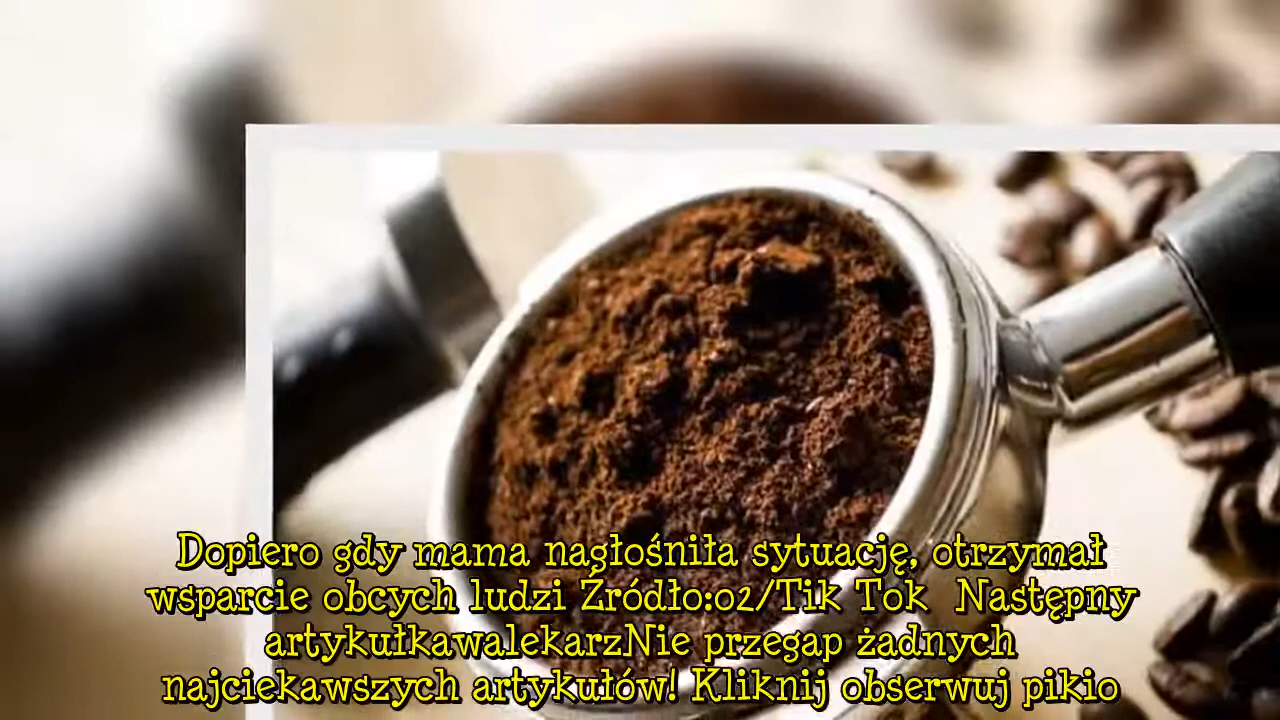 Dopiero gdy mama nagłośniła sytuację, otrzymał
wsparcie obcych ludzi Źródło:o2/Tik Tok  Następny
artykułkawalekarzNie przegap żadnych
najciekawszych artykułów! Kliknij obserwuj pikio